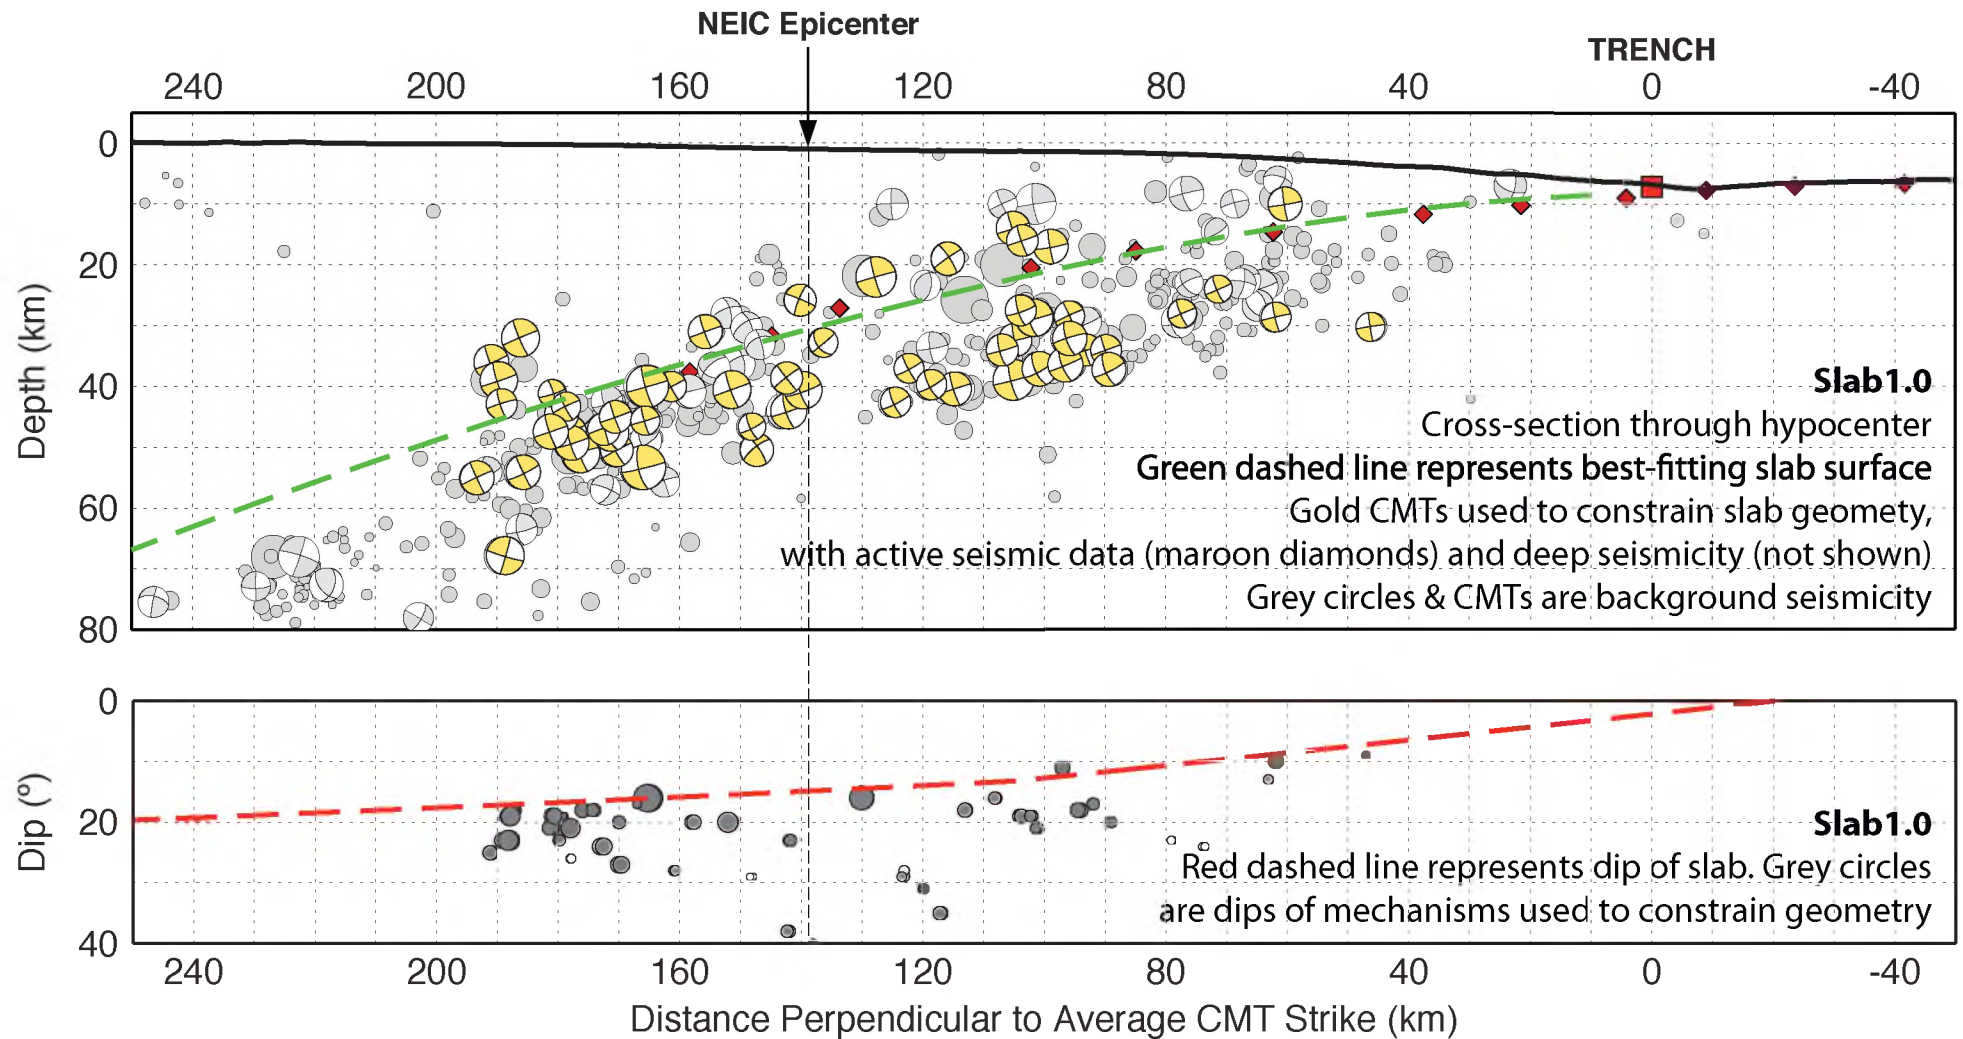 NEIC Epicenter
TRENCH
240 200 160 120 80 40 0 -40
0
20
40
60
80
Depth (km)
Slab1.0
Cross-section through hypocenter
Green dashed line represents best-fitting slab surface
Gold CMTs used to constrain slab geomety,
with active seismic data (maroon diamonds) and deep seismicity (not shown)
Grey circles & CMTs are background seismicity
0
20
40
Dip (º)
Slab1.0
Red dashed line represents dip of slab. Grey circles
are dips of mechanisms used to constrain geometry
240 200 160 120 80 40 0 -40
Distance Perpendicular to Average CMT Strike (km)